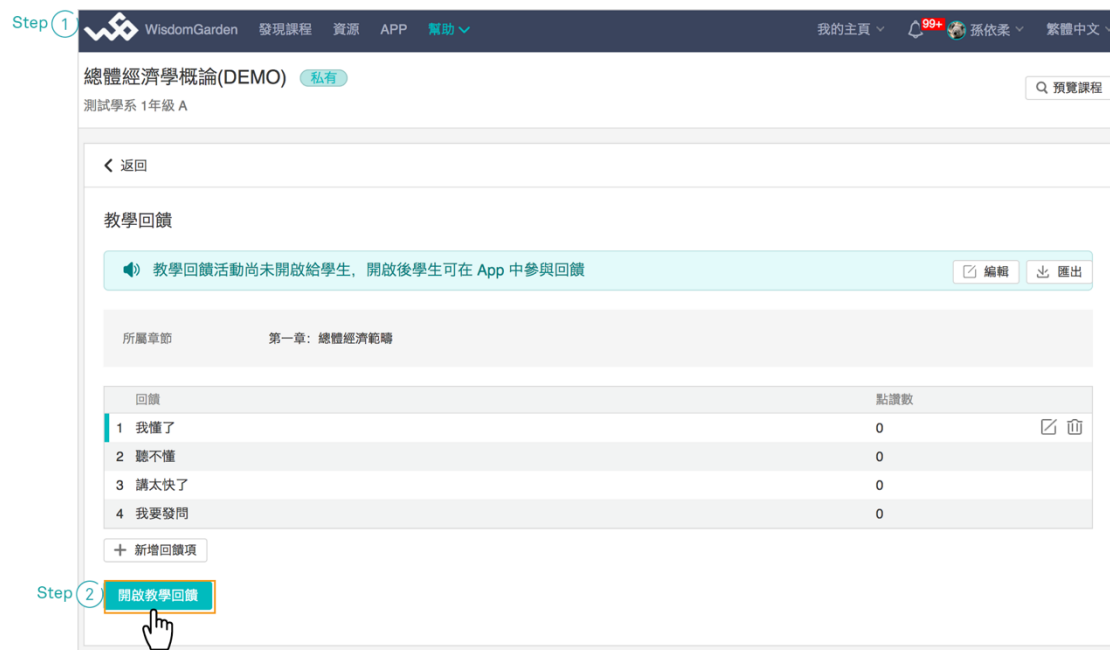 Step 1 WisdomGarden 發現課程 資源 APP 幫助 我的主頁 99+ 孫依柔 繁體中文
總體經濟學概論(DEMO) 私有
預覽課程
測試學系 1年級 A
返回
教學回饋
教學回饋活動尚未開啟給學生，開啟後學生可在 App 中參與回饋 編輯 匯出
所屬章節 第一章：總體經濟範疇
回饋 點讚數
1 我懂了 0
2 聽不懂 0
3 講太快了 0
4 我要發問 0
新增回饋項
Step 2 開啟教學回饋